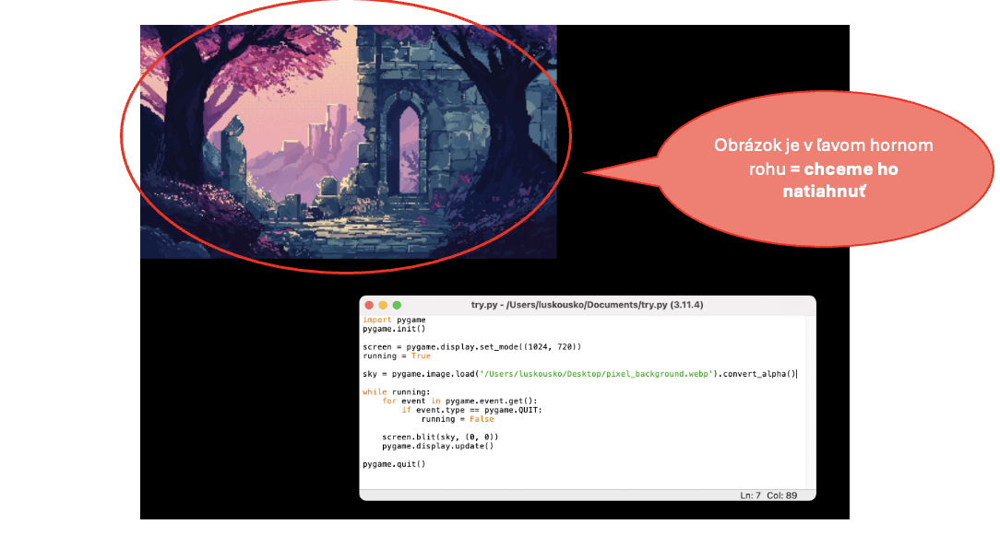 Obrázok je v ľavom hornom
rohu = chceme ho
natiahnuť
try.py - /Users/luskousko/Documents/try.py (3.11.4)
import pygame
pygame.init()
screen = pygame.display.set_mode((1024, 720))
running = True
sky = pygame.image.load('/Users/luskousko/Desktop/pixel_background.webp').convert_alpha()
while running:
    for event in pygame.event.get():
        if event.type == pygame.QUIT:
            running = False
    screen.blit(sky, (0, 0))
    pygame.display.update()
pygame.quit()
Ln: 7 Col: 89